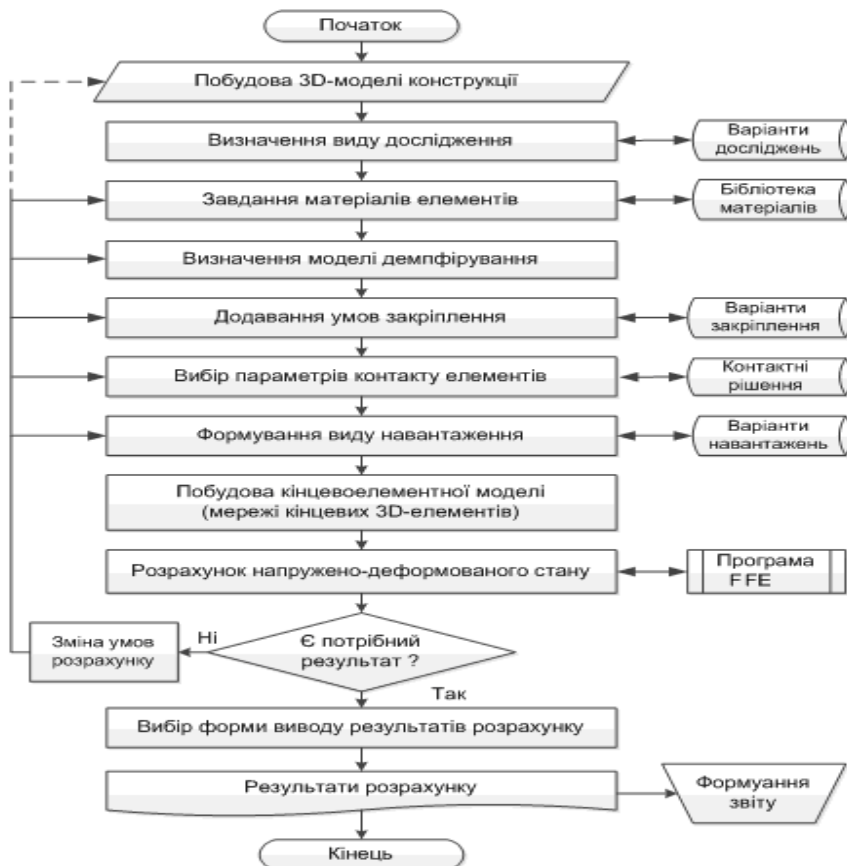 Початок
Побудова 3D-моделі конструкції
Визначення виду дослідження
Варіанти
досліджень
Завдання матеріалів елементів
Бібліотека
матеріалів
Визначення моделі демпфірування
Додавання умов закріплення
Варіанти
закріплення
Вибір параметрів контакту елементів
Контактні
рішення
Формування виду навантаження
Варіанти
навантажень
Побудова кінцевоелементної моделі
(мережі кінцевих 3D-елементів)
Розрахунок напружено-деформованого стану
Програма
FFE
Є потрібний
результат ?
Ні
Зміна умов
розрахунку
Так
Вибір форми виводу результатів розрахунку
Результати розрахунку
Формуання
звіту
Кінець